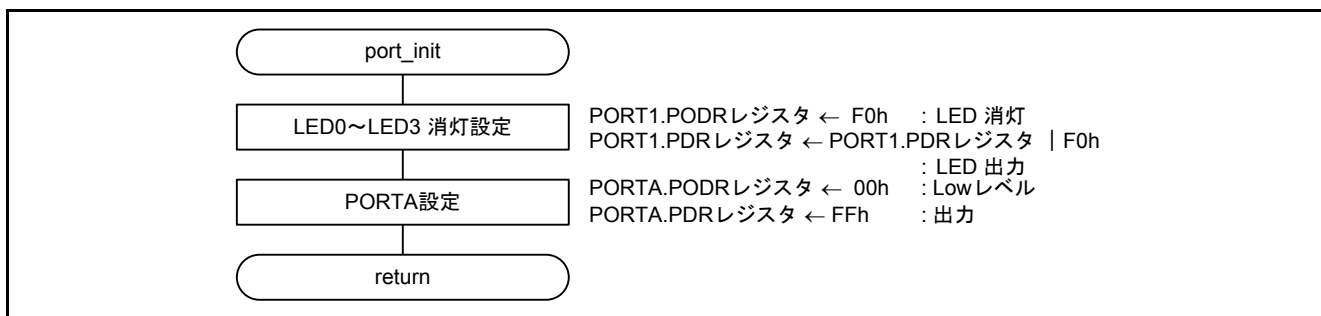 port_init
LED0～LED3 消灯設定
PORT1.PODRレジスタ ← F0h : LED 消灯
PORT1.PDRレジスタ ← PORT1.PDRレジスタ | F0h
: LED 出力
PORTA設定
PORTA.PODRレジスタ ← 00h : Lowレベル
PORTA.PDRレジスタ ← FFh : 出力
return